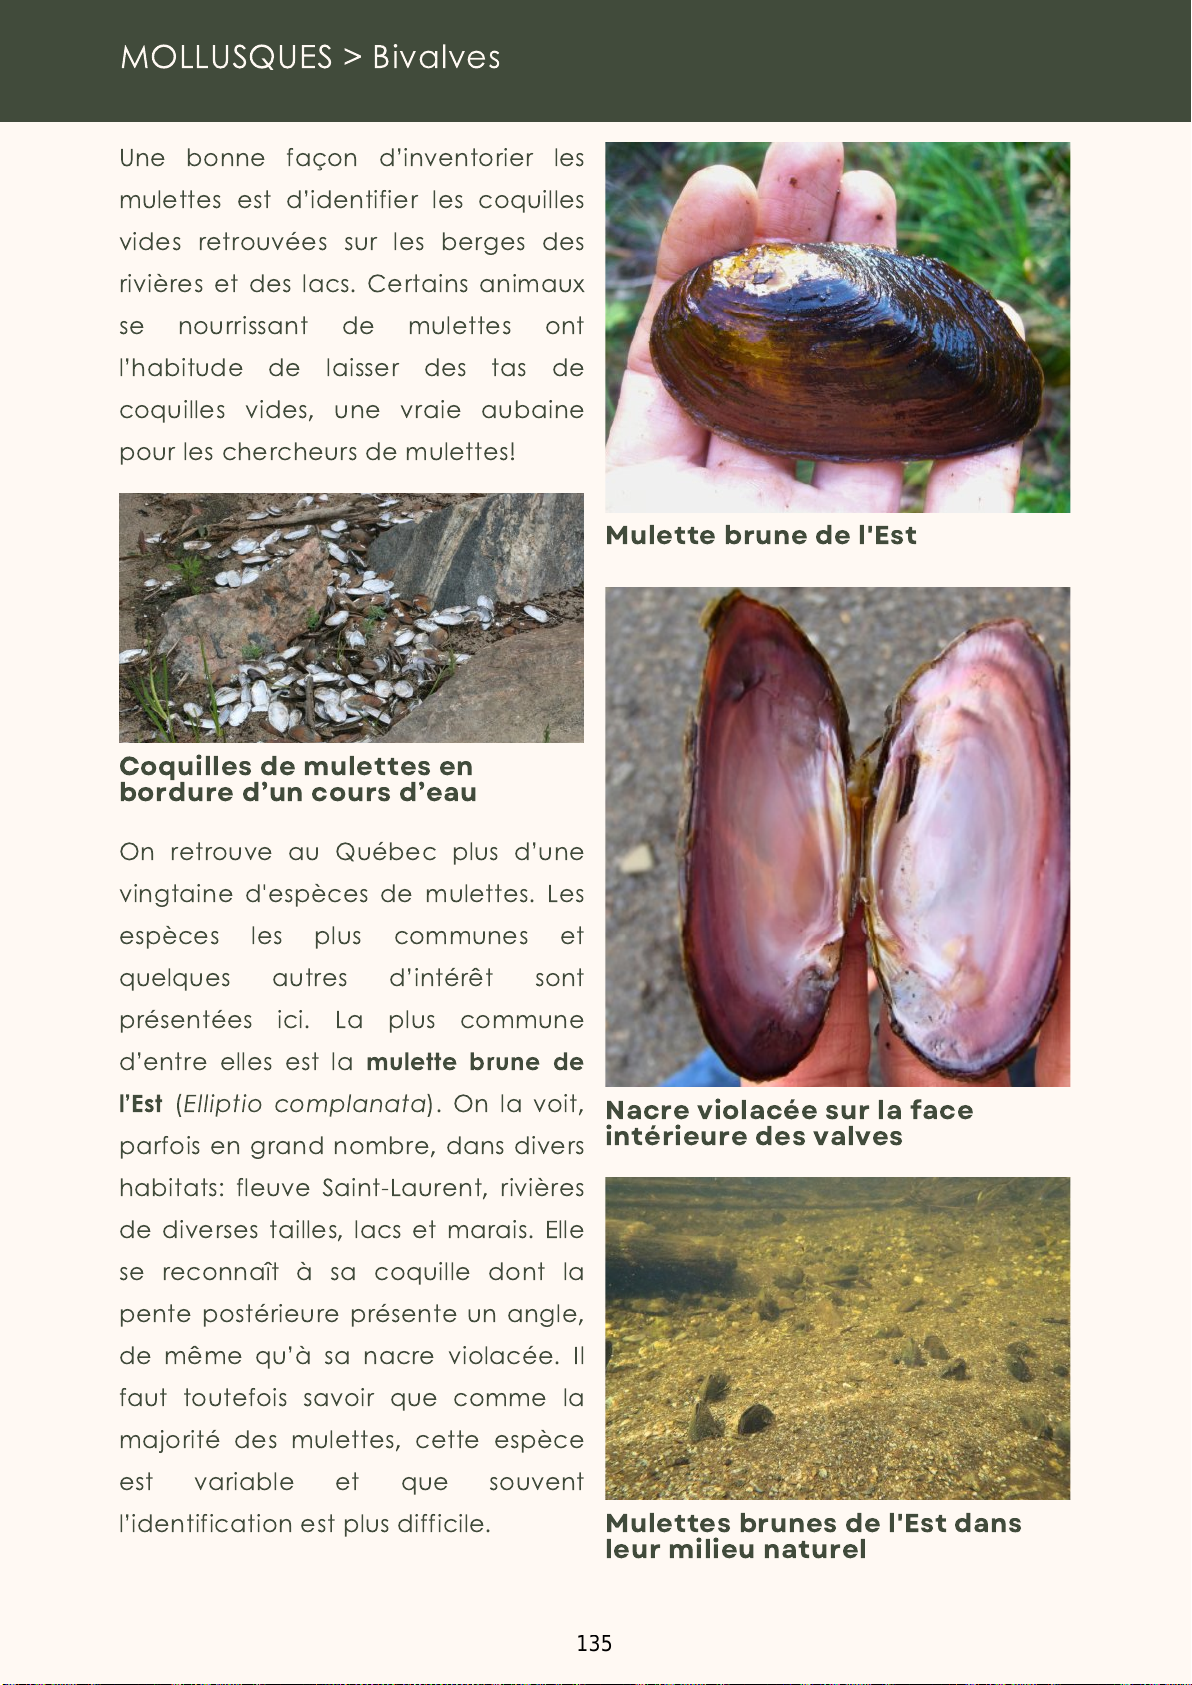 MOLLUSQUES > Bivalves
Une bonne façon d’inventorier les
mulettes est d’identifier les coquilles
vides retrouvées sur les berges des
rivières et des lacs. Certains animaux
se nourrissant de mulettes ont
l'habitude de laisser des tas de
coquilles vides, une vraie aubaine
pour les chercheurs de mulettes!
Coquilles de mulettes en
bordure d’un cours d’eau
On retrouve au Québec plus d’une
vingtaine d'espèces de mulettes. Les
espèces les plus communes et
quelques autres d’intérêt sont
présentées ici. La plus commune
d’entre elles est la mulette brune de
l’Est (Elliptio complanata). On la voit,
parfois en grand nombre, dans divers
habitats: fleuve Saint-Laurent, rivières
de diverses tailles, lacs et marais. Elle
se reconnaît à sa coquille dont la
pente postérieure présente un angle,
de même qu’à sa nacre violacée. Il
faut toutefois savoir que comme la
majorité des mulettes, cette espèce
est variable et que souvent
l’identification est plus difficile.
Mulette brune de l'Est
Nacre violacée sur la face
intérieure des valves
Mulettes brunes de l'Est dans
leur milieu naturel
135